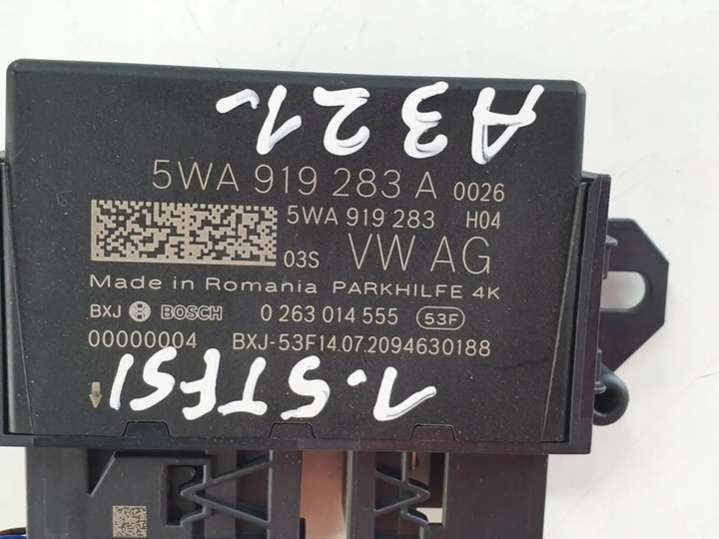 A3 21r
5WA 919 283 A 0026
5WA 919 283 H04
03S VW AG
Made in Romania PARKHILFE 4K
BXJ BOSCH 0 263 014 555 53F
00000004 BXJ-53F14.07.2094630188
1.5TFSI